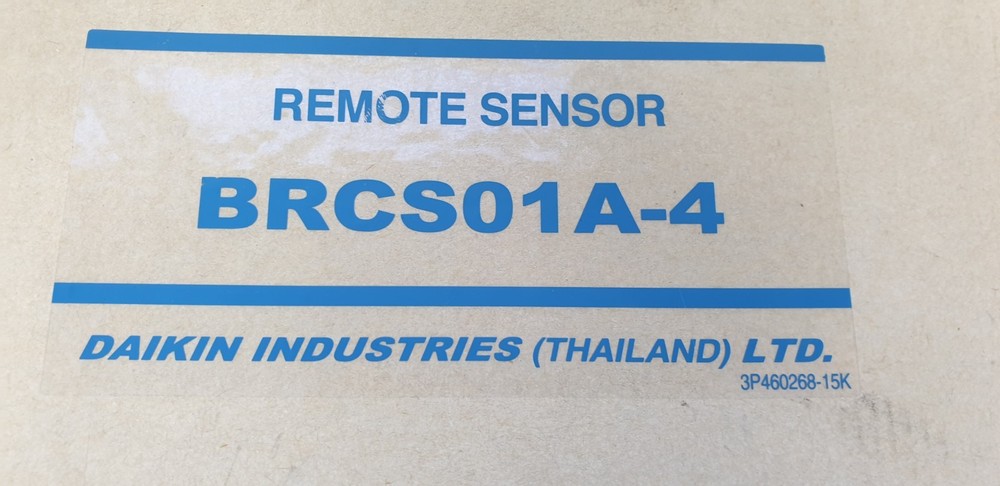 REMOTE SENSOR
BRCS01A-4
DAIKIN INDUSTRIES (THAILAND) LTD.
3P460268-15K